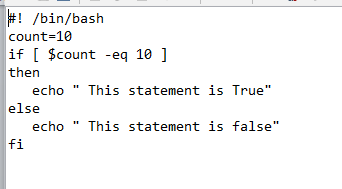 #! /bin/bash
count=10
if [ $count -eq 10 ]
then
   echo " This statement is True"
else
   echo " This statement is false"
fi